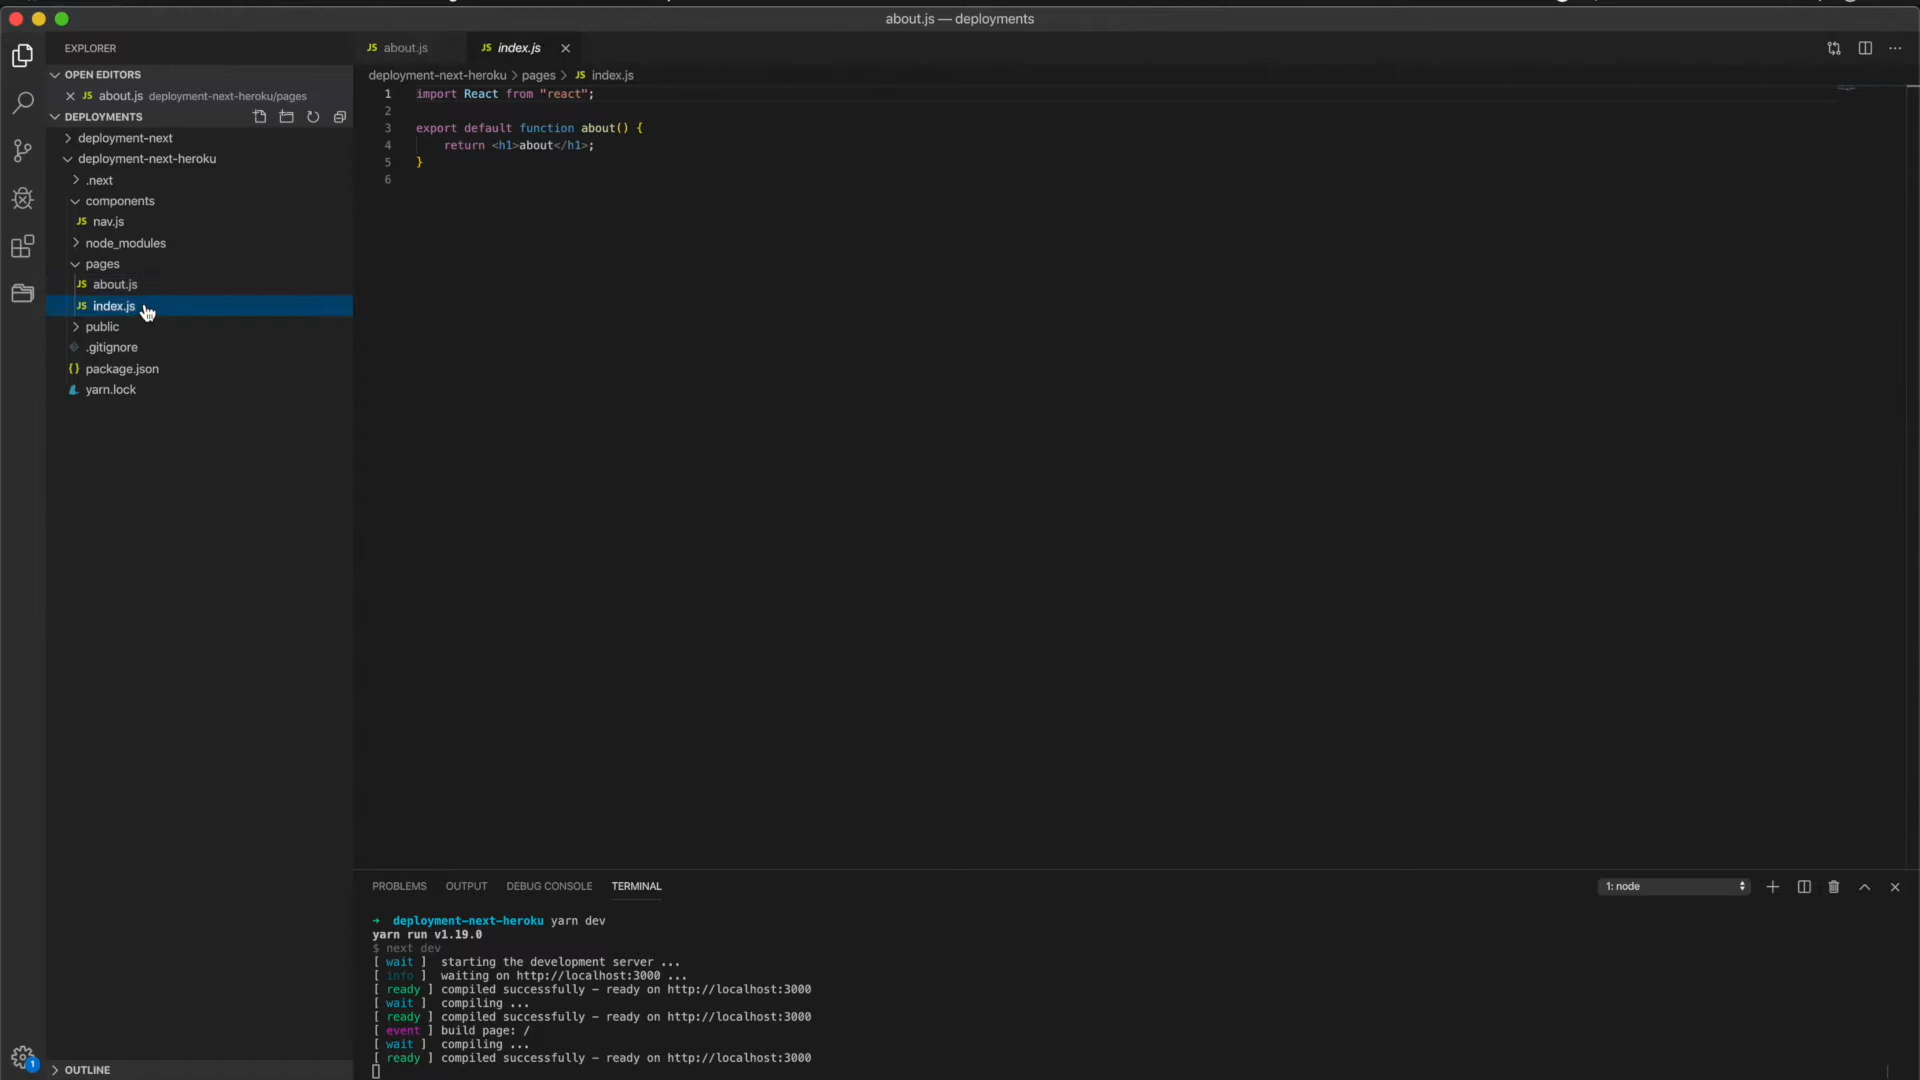 about.js — deployments
EXPLORER
OPEN EDITORS
JS about.js deployment-next-heroku/pages
DEPLOYMENTS
deployment-next
deployment-next-heroku
.next
components
JS nav.js
node_modules
pages
JS about.js
JS index.js
public
.gitignore
{} package.json
yarn.lock
OUTLINE
1
JS about.js
JS index.js
deployment-next-heroku > pages > JS index.js
1 import React from "react";
2
3 export default function about() {
4 return <h1>about</h1>;
5 }
6
PROBLEMS OUTPUT DEBUG CONSOLE TERMINAL
1: node
→ deployment-next-heroku yarn dev
yarn run v1.19.0
$ next dev
[ wait ] starting the development server ...
[ info ] waiting on http://localhost:3000 ...
[ ready ] compiled successfully - ready on http://localhost:3000
[ wait ] compiling ...
[ ready ] compiled successfully - ready on http://localhost:3000
[ event ] build page: /
[ wait ] compiling ...
[ ready ] compiled successfully - ready on http://localhost:3000